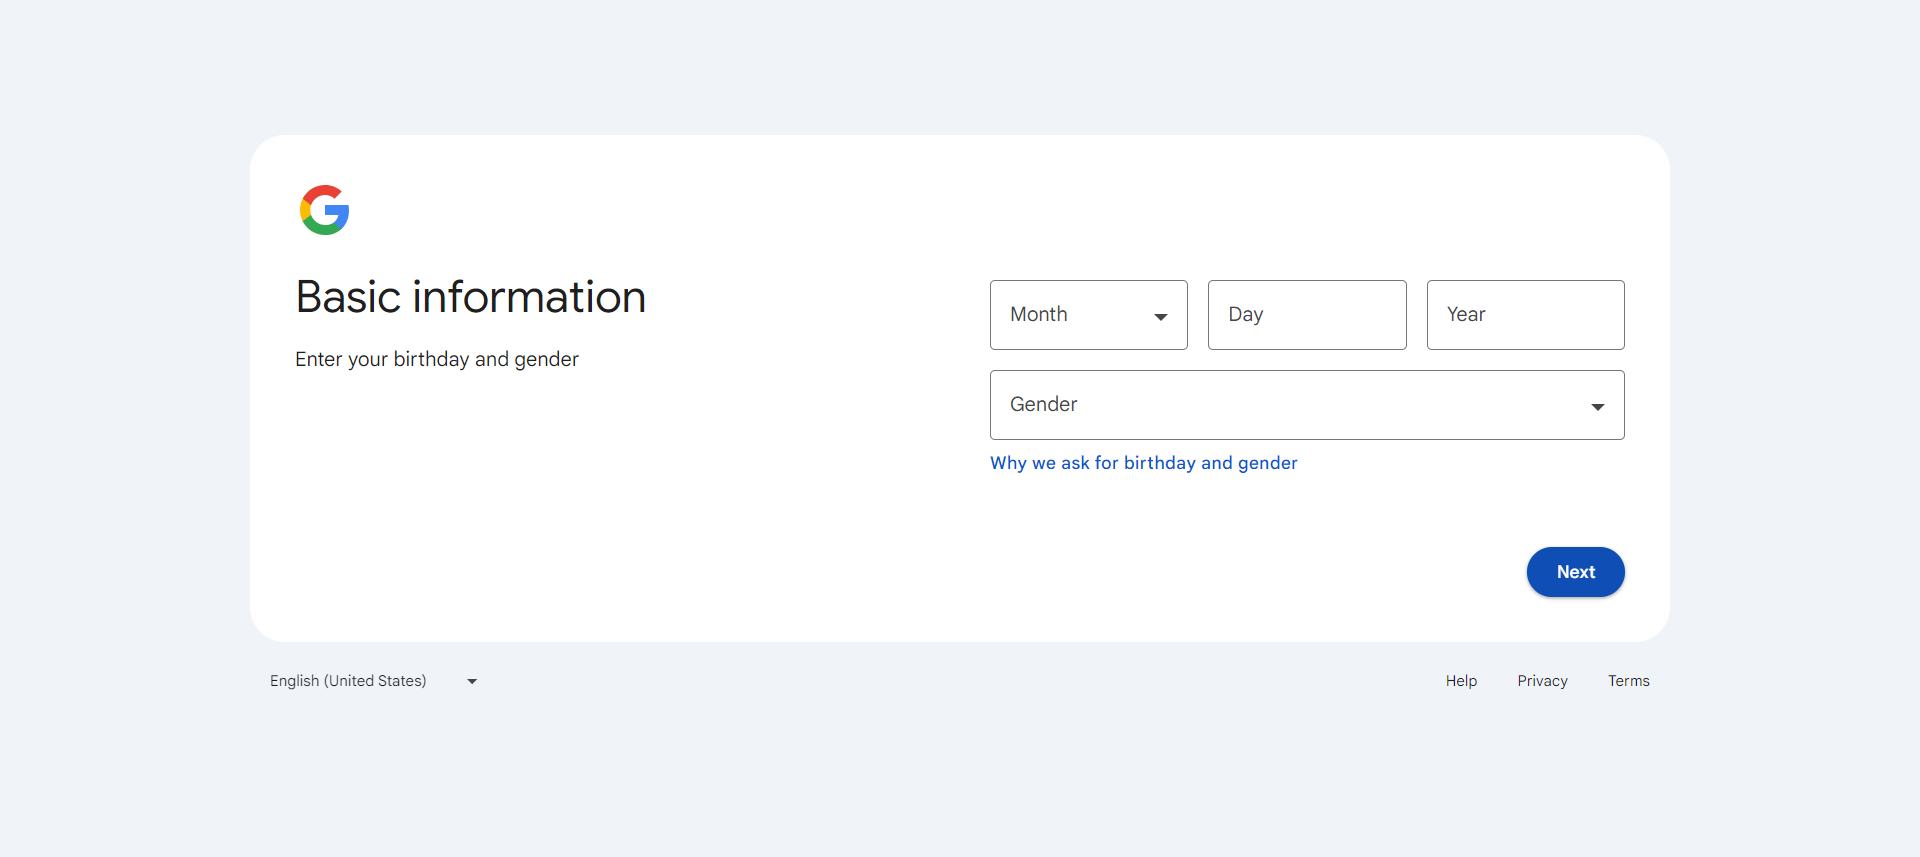 Basic information
Enter your birthday and gender
Month
Day
Year
Gender
Why we ask for birthday and gender
Next
English (United States)
Help
Privacy
Terms